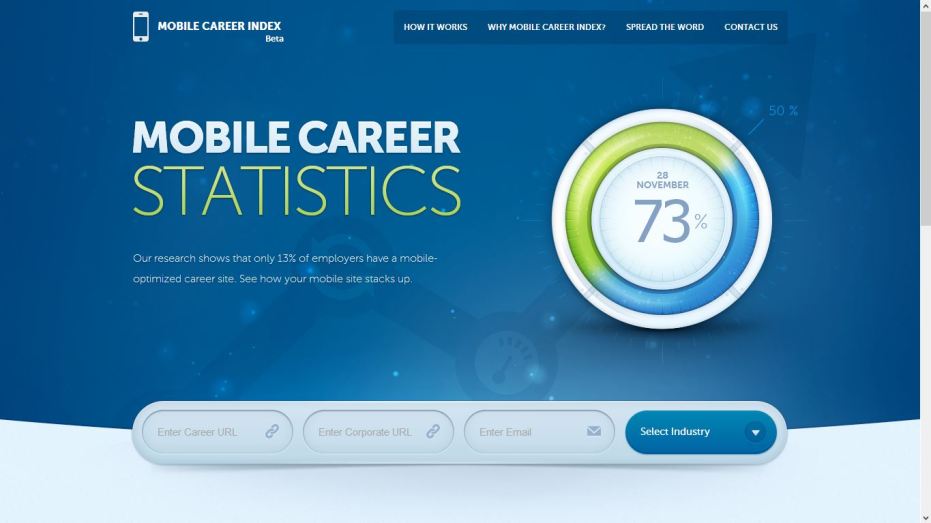 MOBILE CAREER INDEX
Beta
HOW IT WORKS WHY MOBILE CAREER INDEX? SPREAD THE WORD CONTACT US
MOBILE CAREER
STATISTICS
Our research shows that only 13% of employers have a mobile-
optimized career site. See how your mobile site stacks up.
50 %
28
NOVEMBER
73%
Enter Career URL Enter Corporate URL Enter Email Select Industry